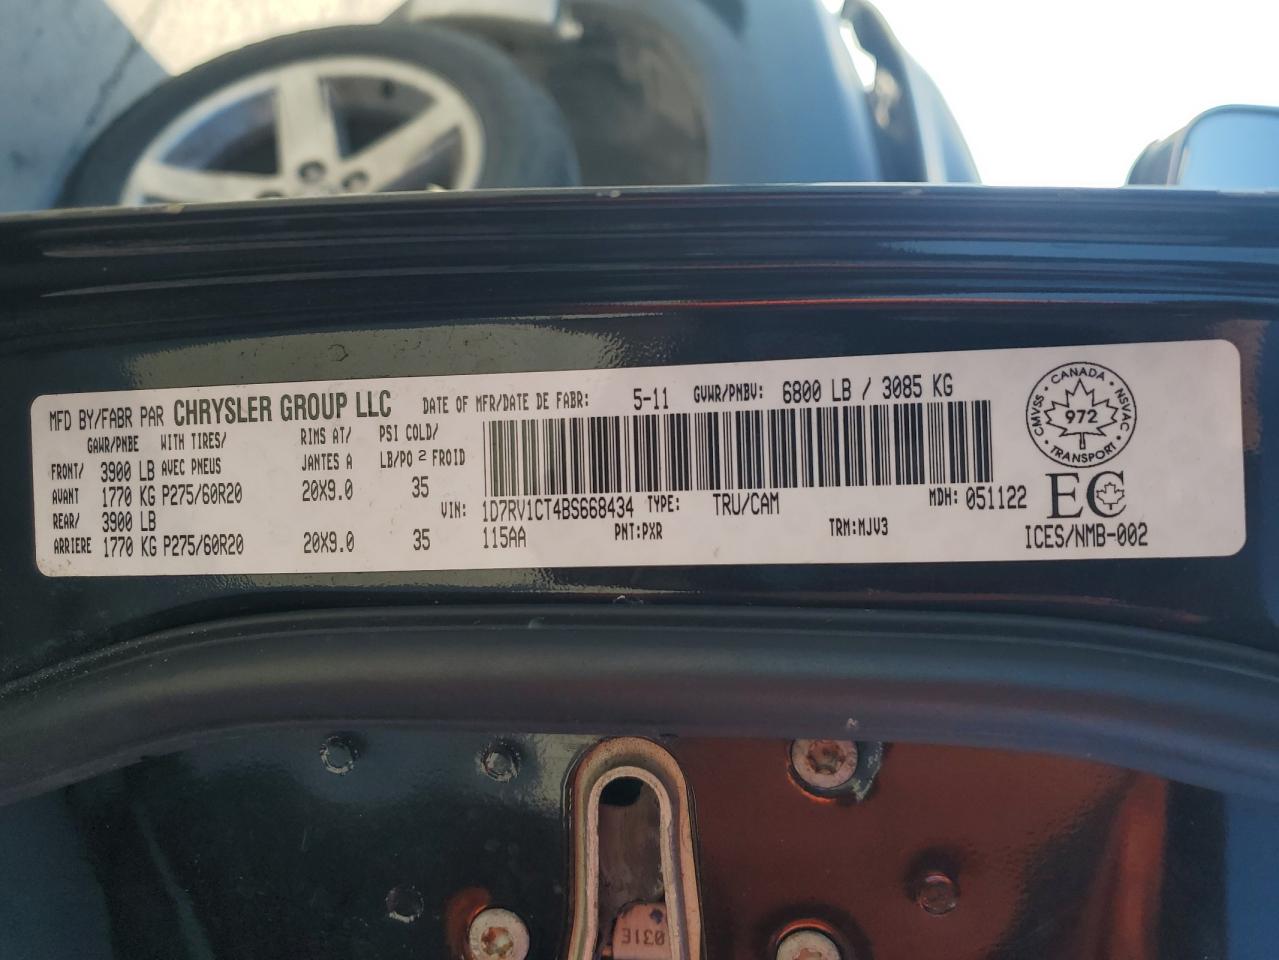 MFD BY/FABR PAR CHRYSLER GROUP LLC DATE OF MFR/DATE DE FABR: 5-11 GVWR/PNBV: 6800 LB / 3085 KG
GAWR/PNBE WITH TIRES/ RIMS AT/ PSI COLD/
FRONT/ 3900 LB AVEC PNEUS JANTES A LB/PO 2 FROID
AVANT 1770 KG P275/60R20 20X9.0 35
VIN: 1D7RV1CT4BS668434 TYPE: TRU/CAM MDH: 051122
REAR/ 3900 LB
ARRIERE 1770 KG P275/60R20 20X9.0 35 115AA PNT:PXR TRM:MJV3
CANADA
CMVSS 972 NSVAC
TRANSPORT
EC
ICES/NMB-002
031E